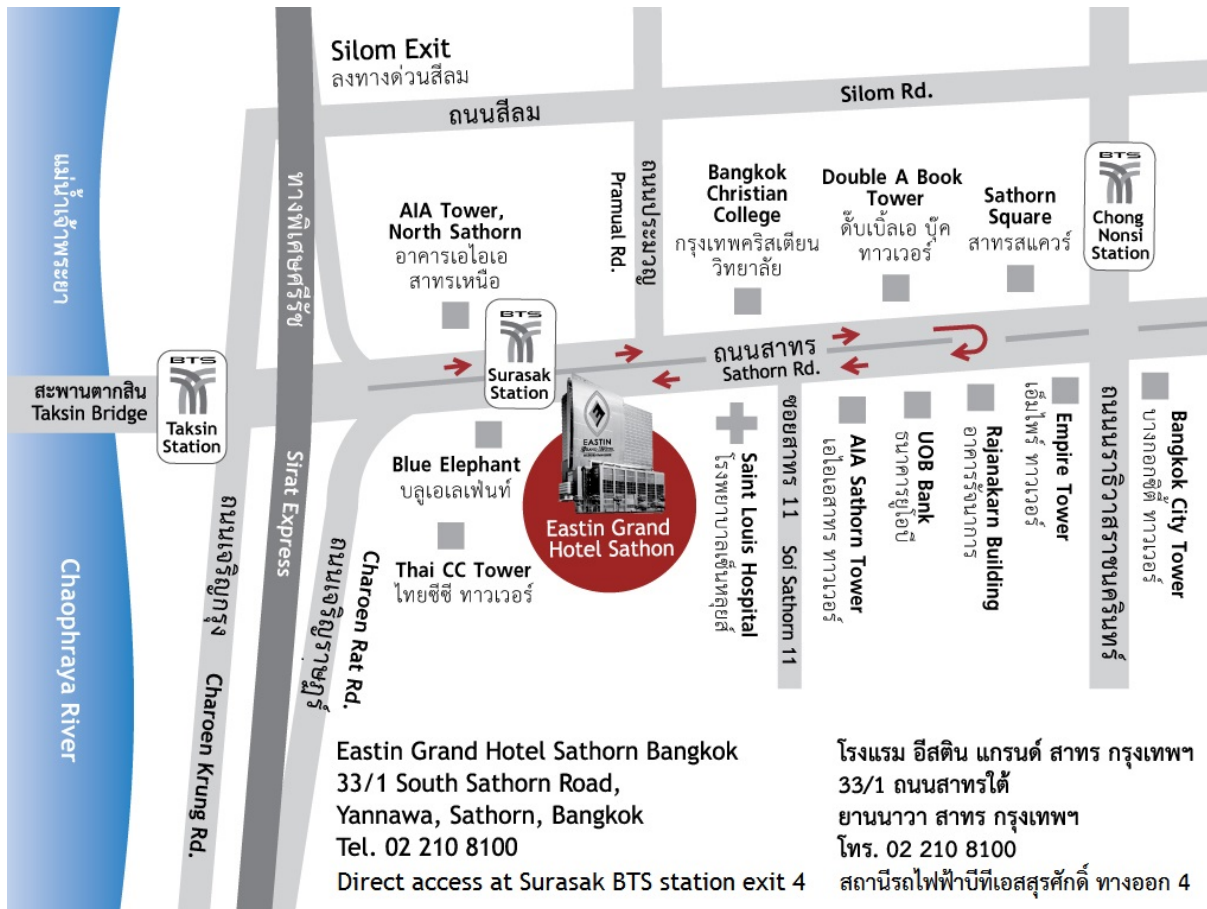 Silom Exit
ลงทางด่วนสีลม
ถนนสีลม
Silom Rd.
แม่น้ำเจ้าพระยา
Chaophraya River
ทางพิเศษศรีรัช
Sirat Express
AIA Tower,
North Sathorn
อาคารเอไอเอ
สาทรเหนือ
Pramual Rd.
ถนนประมวญ
Bangkok
Christian
College
กรุงเทพคริสเตียน
วิทยาลัย
Double A Book
Tower
ดั๊บเบิ้ลเอ บุ๊ค
ทาวเวอร์
Sathorn
Square
สาทรสแควร์
BTS
Chong
Nonsi
Station
สะพานตากสิน
Taksin Bridge
BTS
Taksin
Station
BTS
Surasak
Station
ถนนสาทร
Sathorn Rd.
Blue Elephant
บลูเอเลเฟ่นท์
Thai CC Tower
ไทยซีซี ทาวเวอร์
EASTIN
Eastin Grand
Hotel Sathon
Saint Louis Hospital
โรงพยาบาลเซ็นหลุยส์
ซอยสาทร 11 Soi Sathorn 11
AIA Sathorn Tower
เอไอเอสาทร ทาวเวอร์
UOB Bank
ธนาคารยูโอบี
Rajanakarn Building
อาคารรัจนาการ
Empire Tower
เอ็มไพร์ ทาวเวอร์
ถนนนราธิวาสราชนครินทร์
Bangkok City Tower
บางกอกซิตี้ ทาวเวอร์
ถนนเจริญกรุง
Charoen Krung Rd.
ถนนเจริญราษฎร์
Charoen Rat Rd.
Eastin Grand Hotel Sathorn Bangkok
33/1 South Sathorn Road,
Yannawa, Sathorn, Bangkok
Tel. 02 210 8100
Direct access at Surasak BTS station exit 4
โรงแรม อีสติน แกรนด์ สาทร กรุงเทพฯ
33/1 ถนนสาทรใต้
ยานนาวา สาทร กรุงเทพฯ
โทร. 02 210 8100
สถานีรถไฟฟ้าบีทีเอสสุรศักดิ์ ทางออก 4